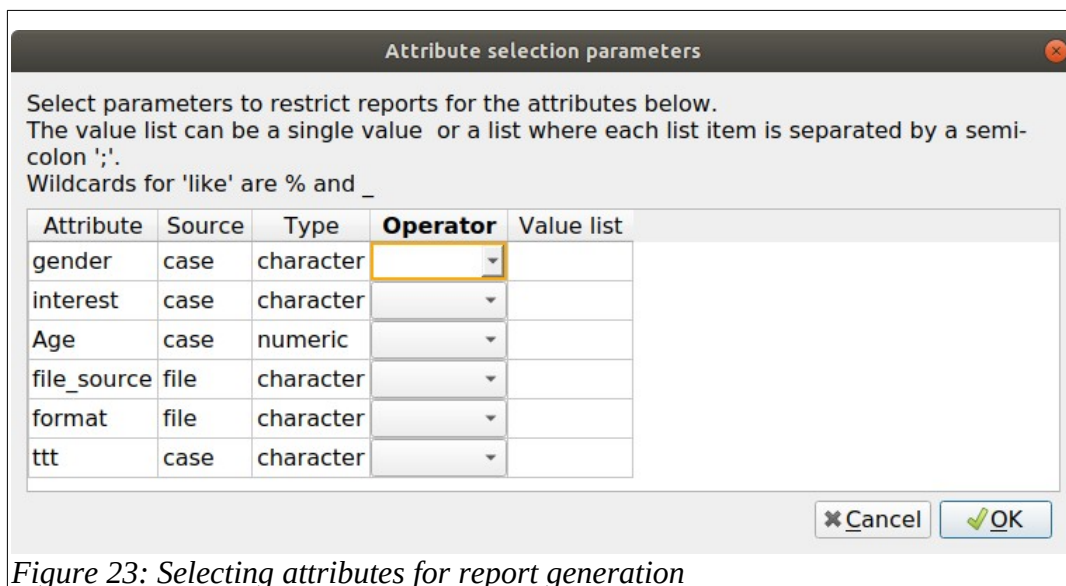 Attribute selection parameters
Select parameters to restrict reports for the attributes below.
The value list can be a single value  or a list where each list item is separated by a semi-
colon ';'.
Wildcards for 'like' are % and _
Attribute Source Type Operator Value list
gender case character
interest case character
Age case numeric
file_source file character
format file character
ttt case character
Cancel OK
Figure 23: Selecting attributes for report generation